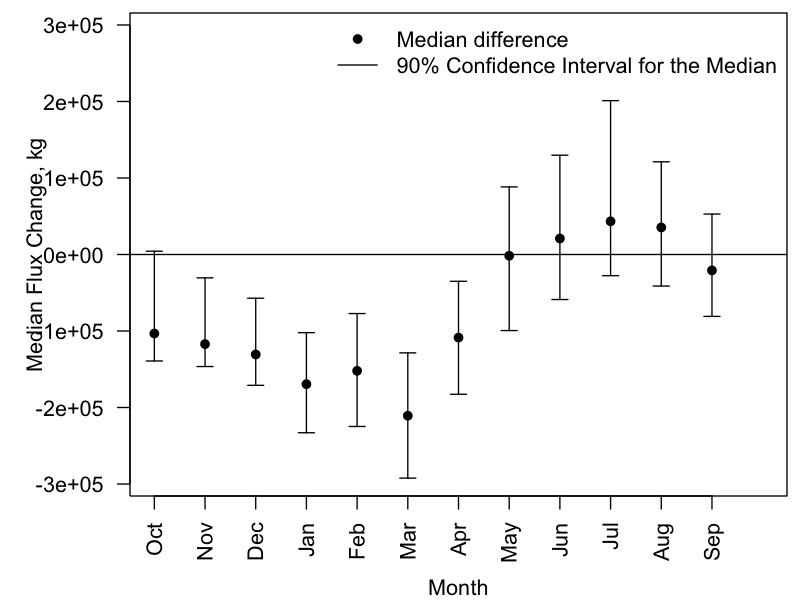 3e+05
2e+05
1e+05
0e+00
-1e+05
-2e+05
-3e+05
Median Flux Change, kg
Median difference
90% Confidence Interval for the Median
Oct
Nov
Dec
Jan
Feb
Mar
Apr
May
Jun
Jul
Aug
Sep
Month